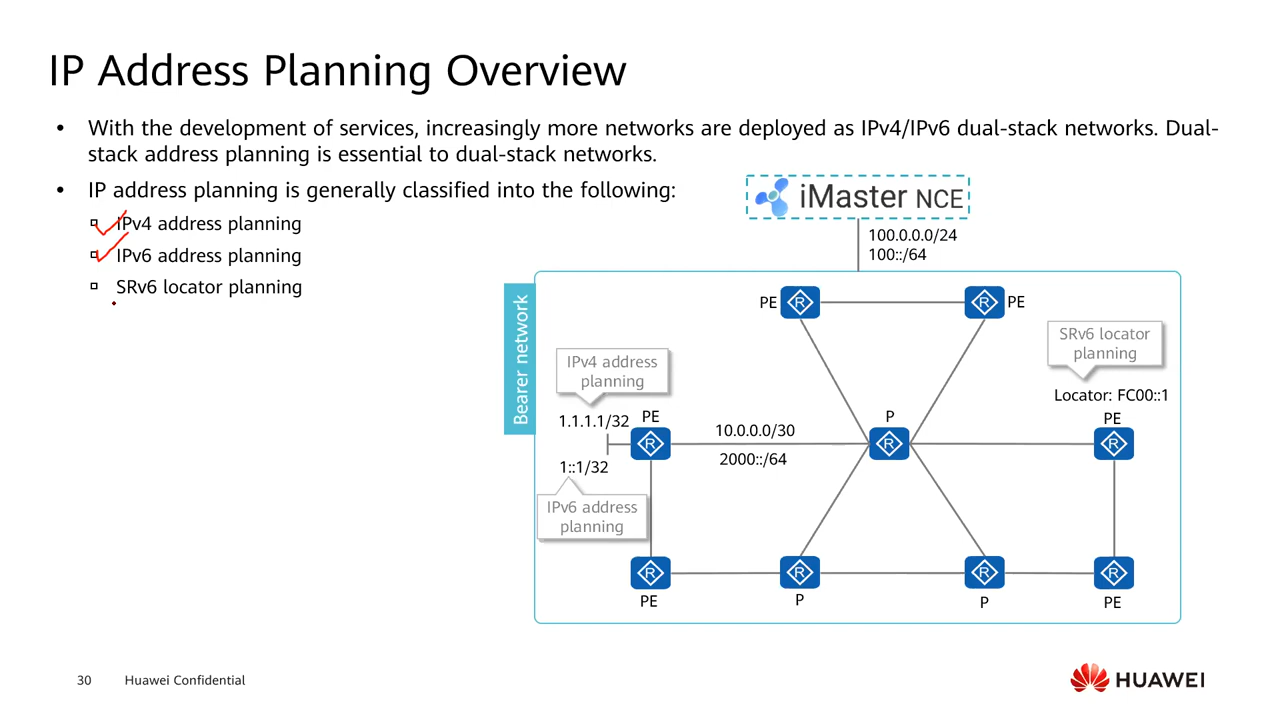 IP Address Planning Overview
• With the development of services, increasingly more networks are deployed as IPv4/IPv6 dual-stack networks. Dual-
stack address planning is essential to dual-stack networks.
• IP address planning is generally classified into the following:
IPv4 address planning
IPv6 address planning
SRv6 locator planning
iMaster NCE
100.0.0.0/24
100::/64
Bearer network
PE
R
R
PE
SRv6 locator
planning
IPv4 address
planning
Locator: FC00::1
1.1.1.1/32
PE
R
10.0.0.0/30
2000::/64
P
R
PE
R
1::1/32
IPv6 address
planning
R
R
R
R
PE
P
P
PE
30
Huawei Confidential
HUAWEI